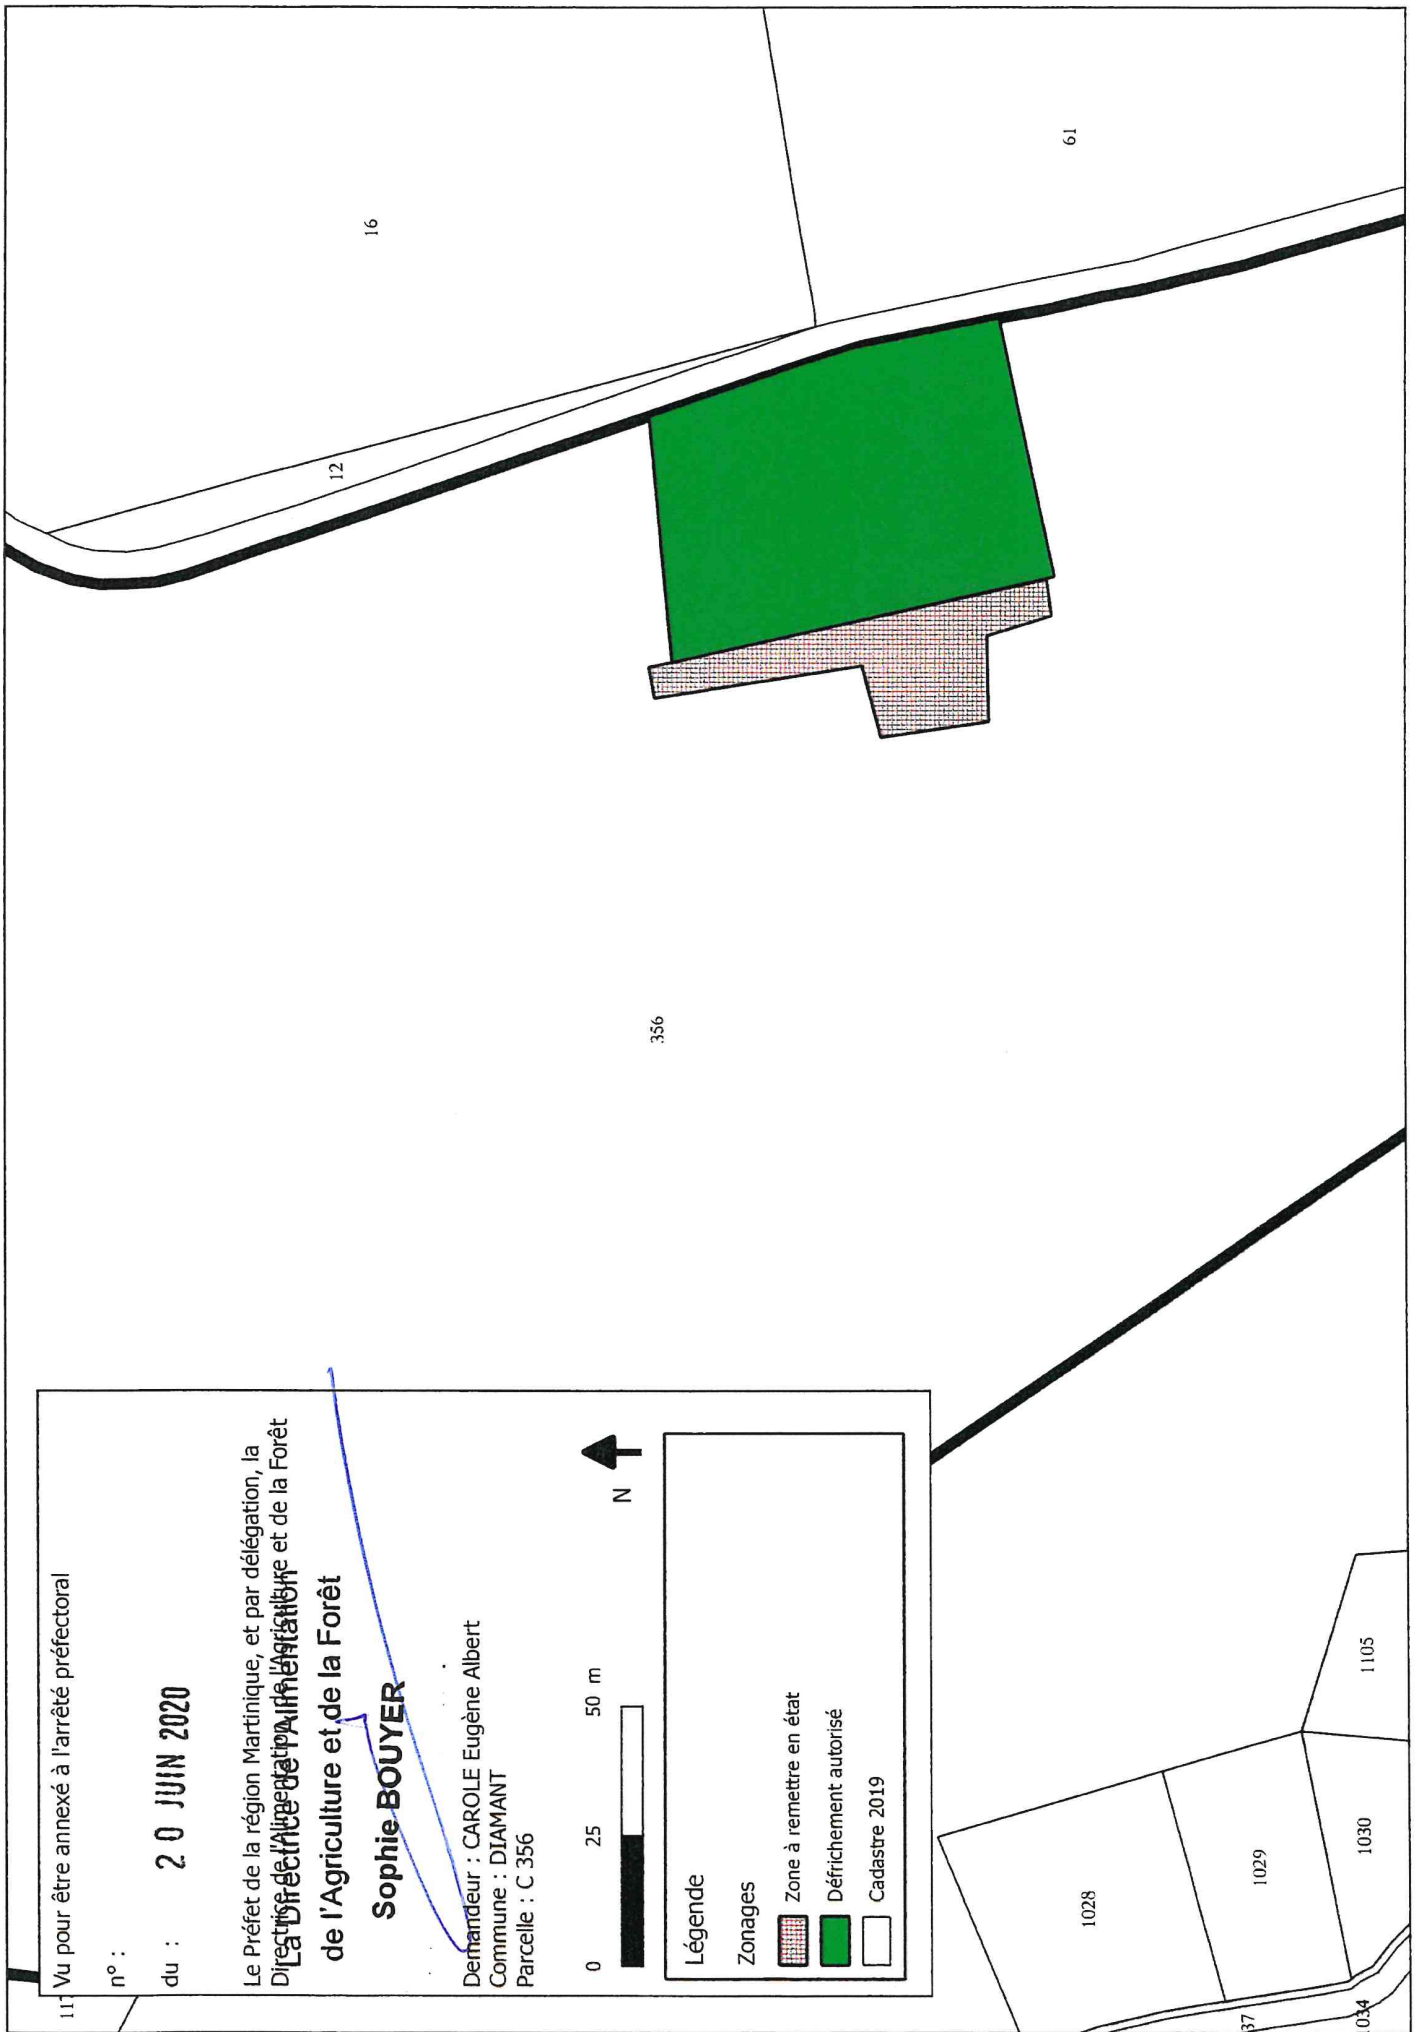 117
Vu pour être annexé à l'arrêté préfectoral
n° :
du :
20 JUIN 2020
Le Préfet de la région Martinique, et par délégation, la
Directrice de l'Alimentation, de l'Agriculture et de la Forêt
La Directrice de l'Alimentation
de l'Agriculture et de la Forêt
Sophie BOUYER
Demandeur : CAROLE Eugène Albert
Commune : DIAMANT
Parcelle : C 356
0 25 50 m
N
Légende
Zonages
Zone à remettre en état
Défrichement autorisé
Cadastre 2019
16
12
61
356
1028
1029
1030
1105
37
1034